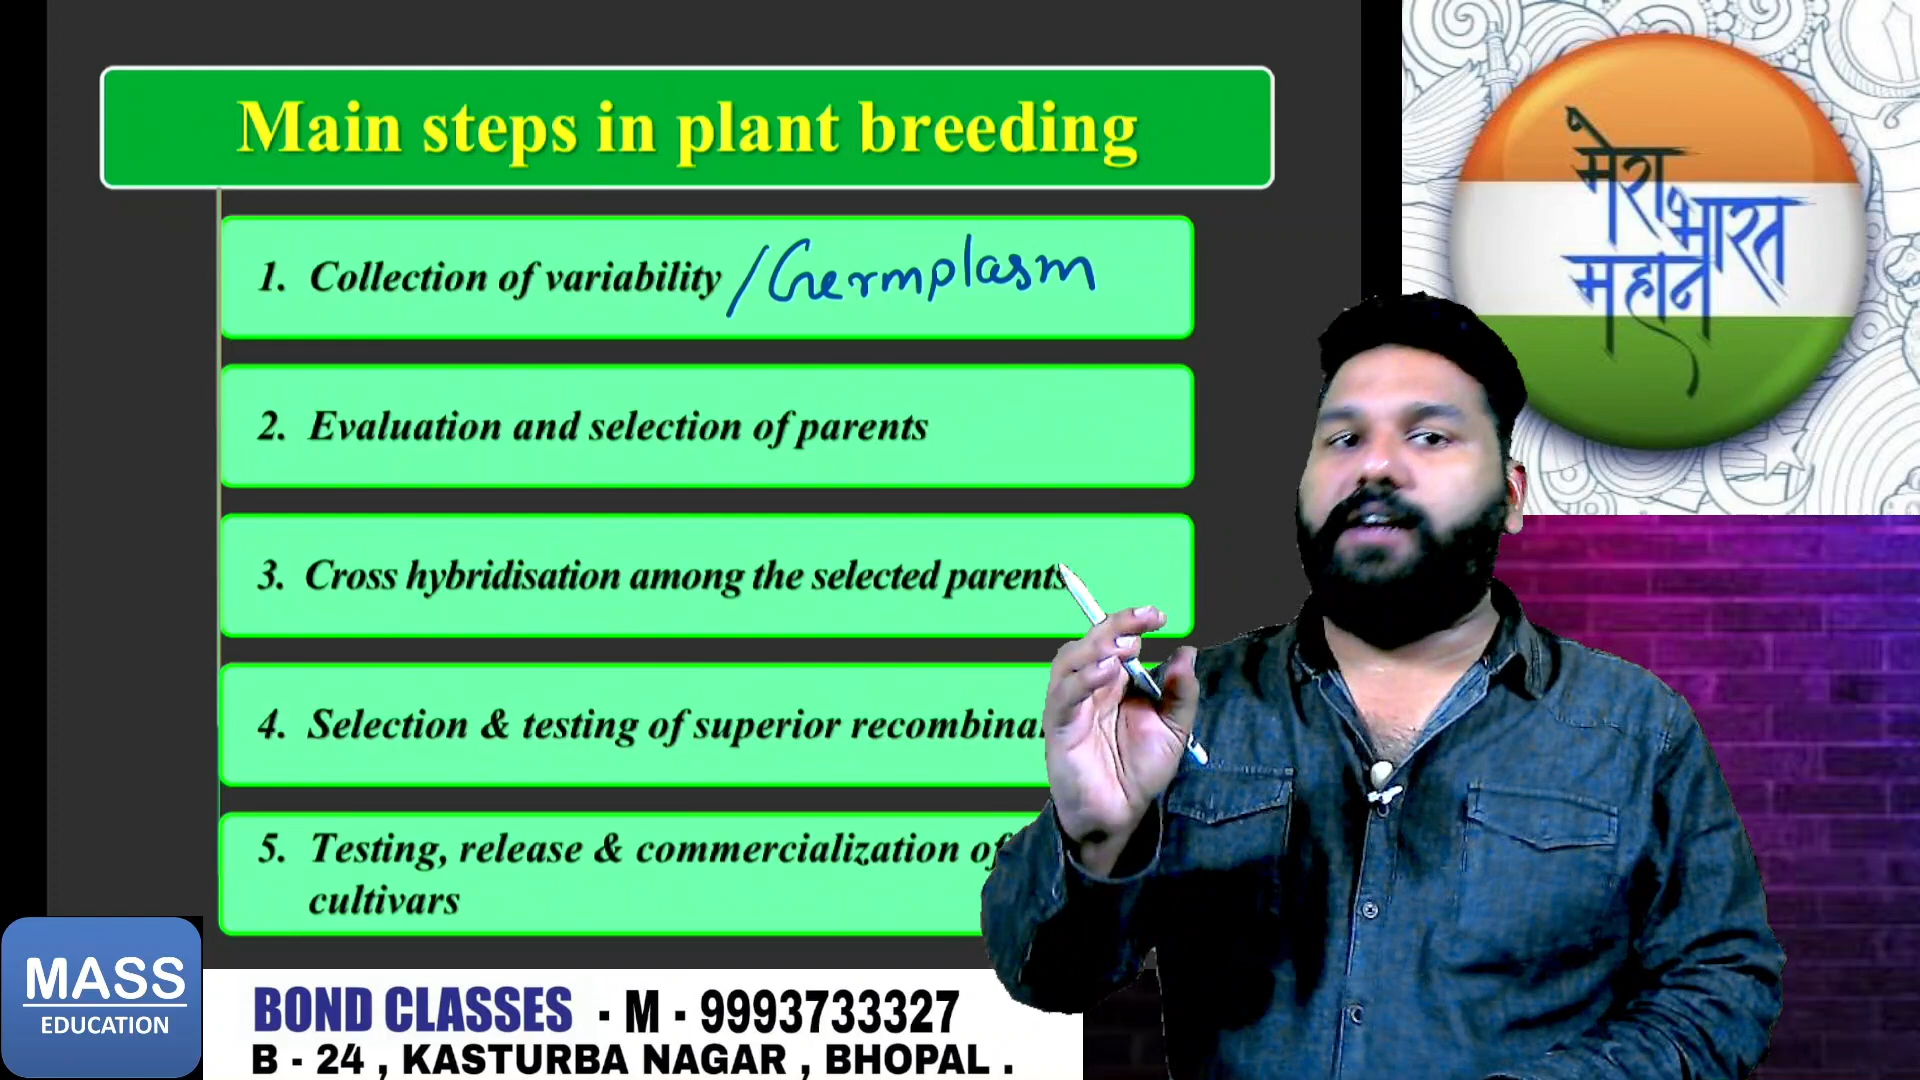 Main steps in plant breeding
1. Collection of variability /Germplasm
2. Evaluation and selection of parents
3. Cross hybridisation among the selected parents
4. Selection & testing of superior
5. Testing, release & commercialization of
cultivars
मेरा
भारत
महान
MASS
EDUCATION
BOND CLASSES - M - 9993733327
B - 24 , KASTURBA NAGAR , BHOPAL .